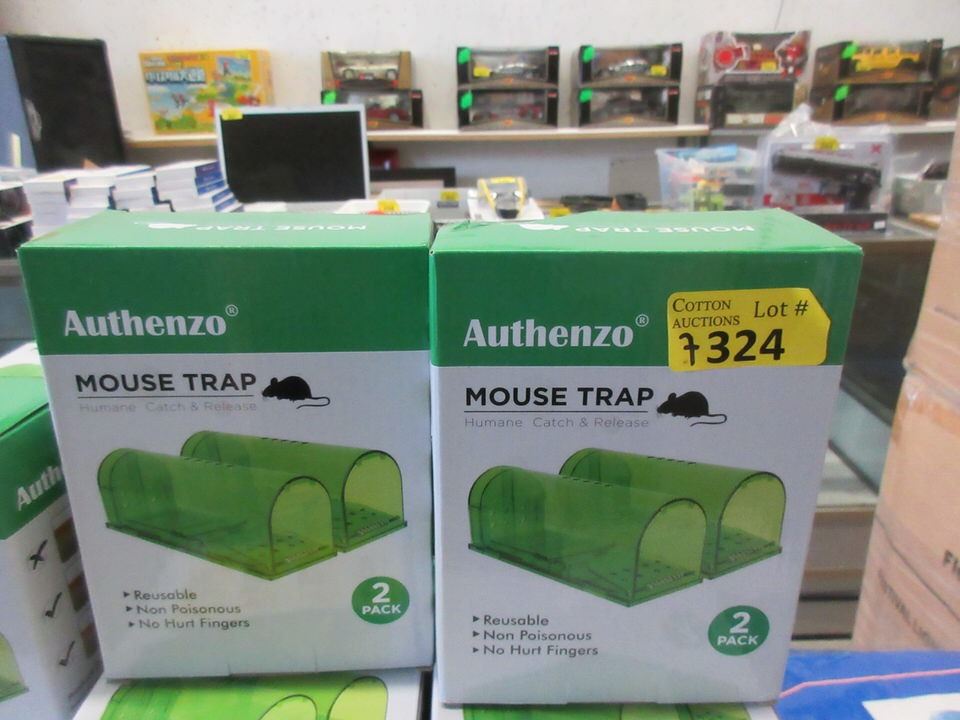 MOUSE TRAP
Authenzo®
MOUSE TRAP
Humane Catch & Release
▸ Reusable
▸ Non Poisonous
▸ No Hurt Fingers
2
PACK
MOUSE TRAP
Authenzo®
COTTON
AUCTIONS
Lot #
7324
MOUSE TRAP
Humane Catch & Release
▸ Reusable
▸ Non Poisonous
▸ No Hurt Fingers
2
PACK
Auth